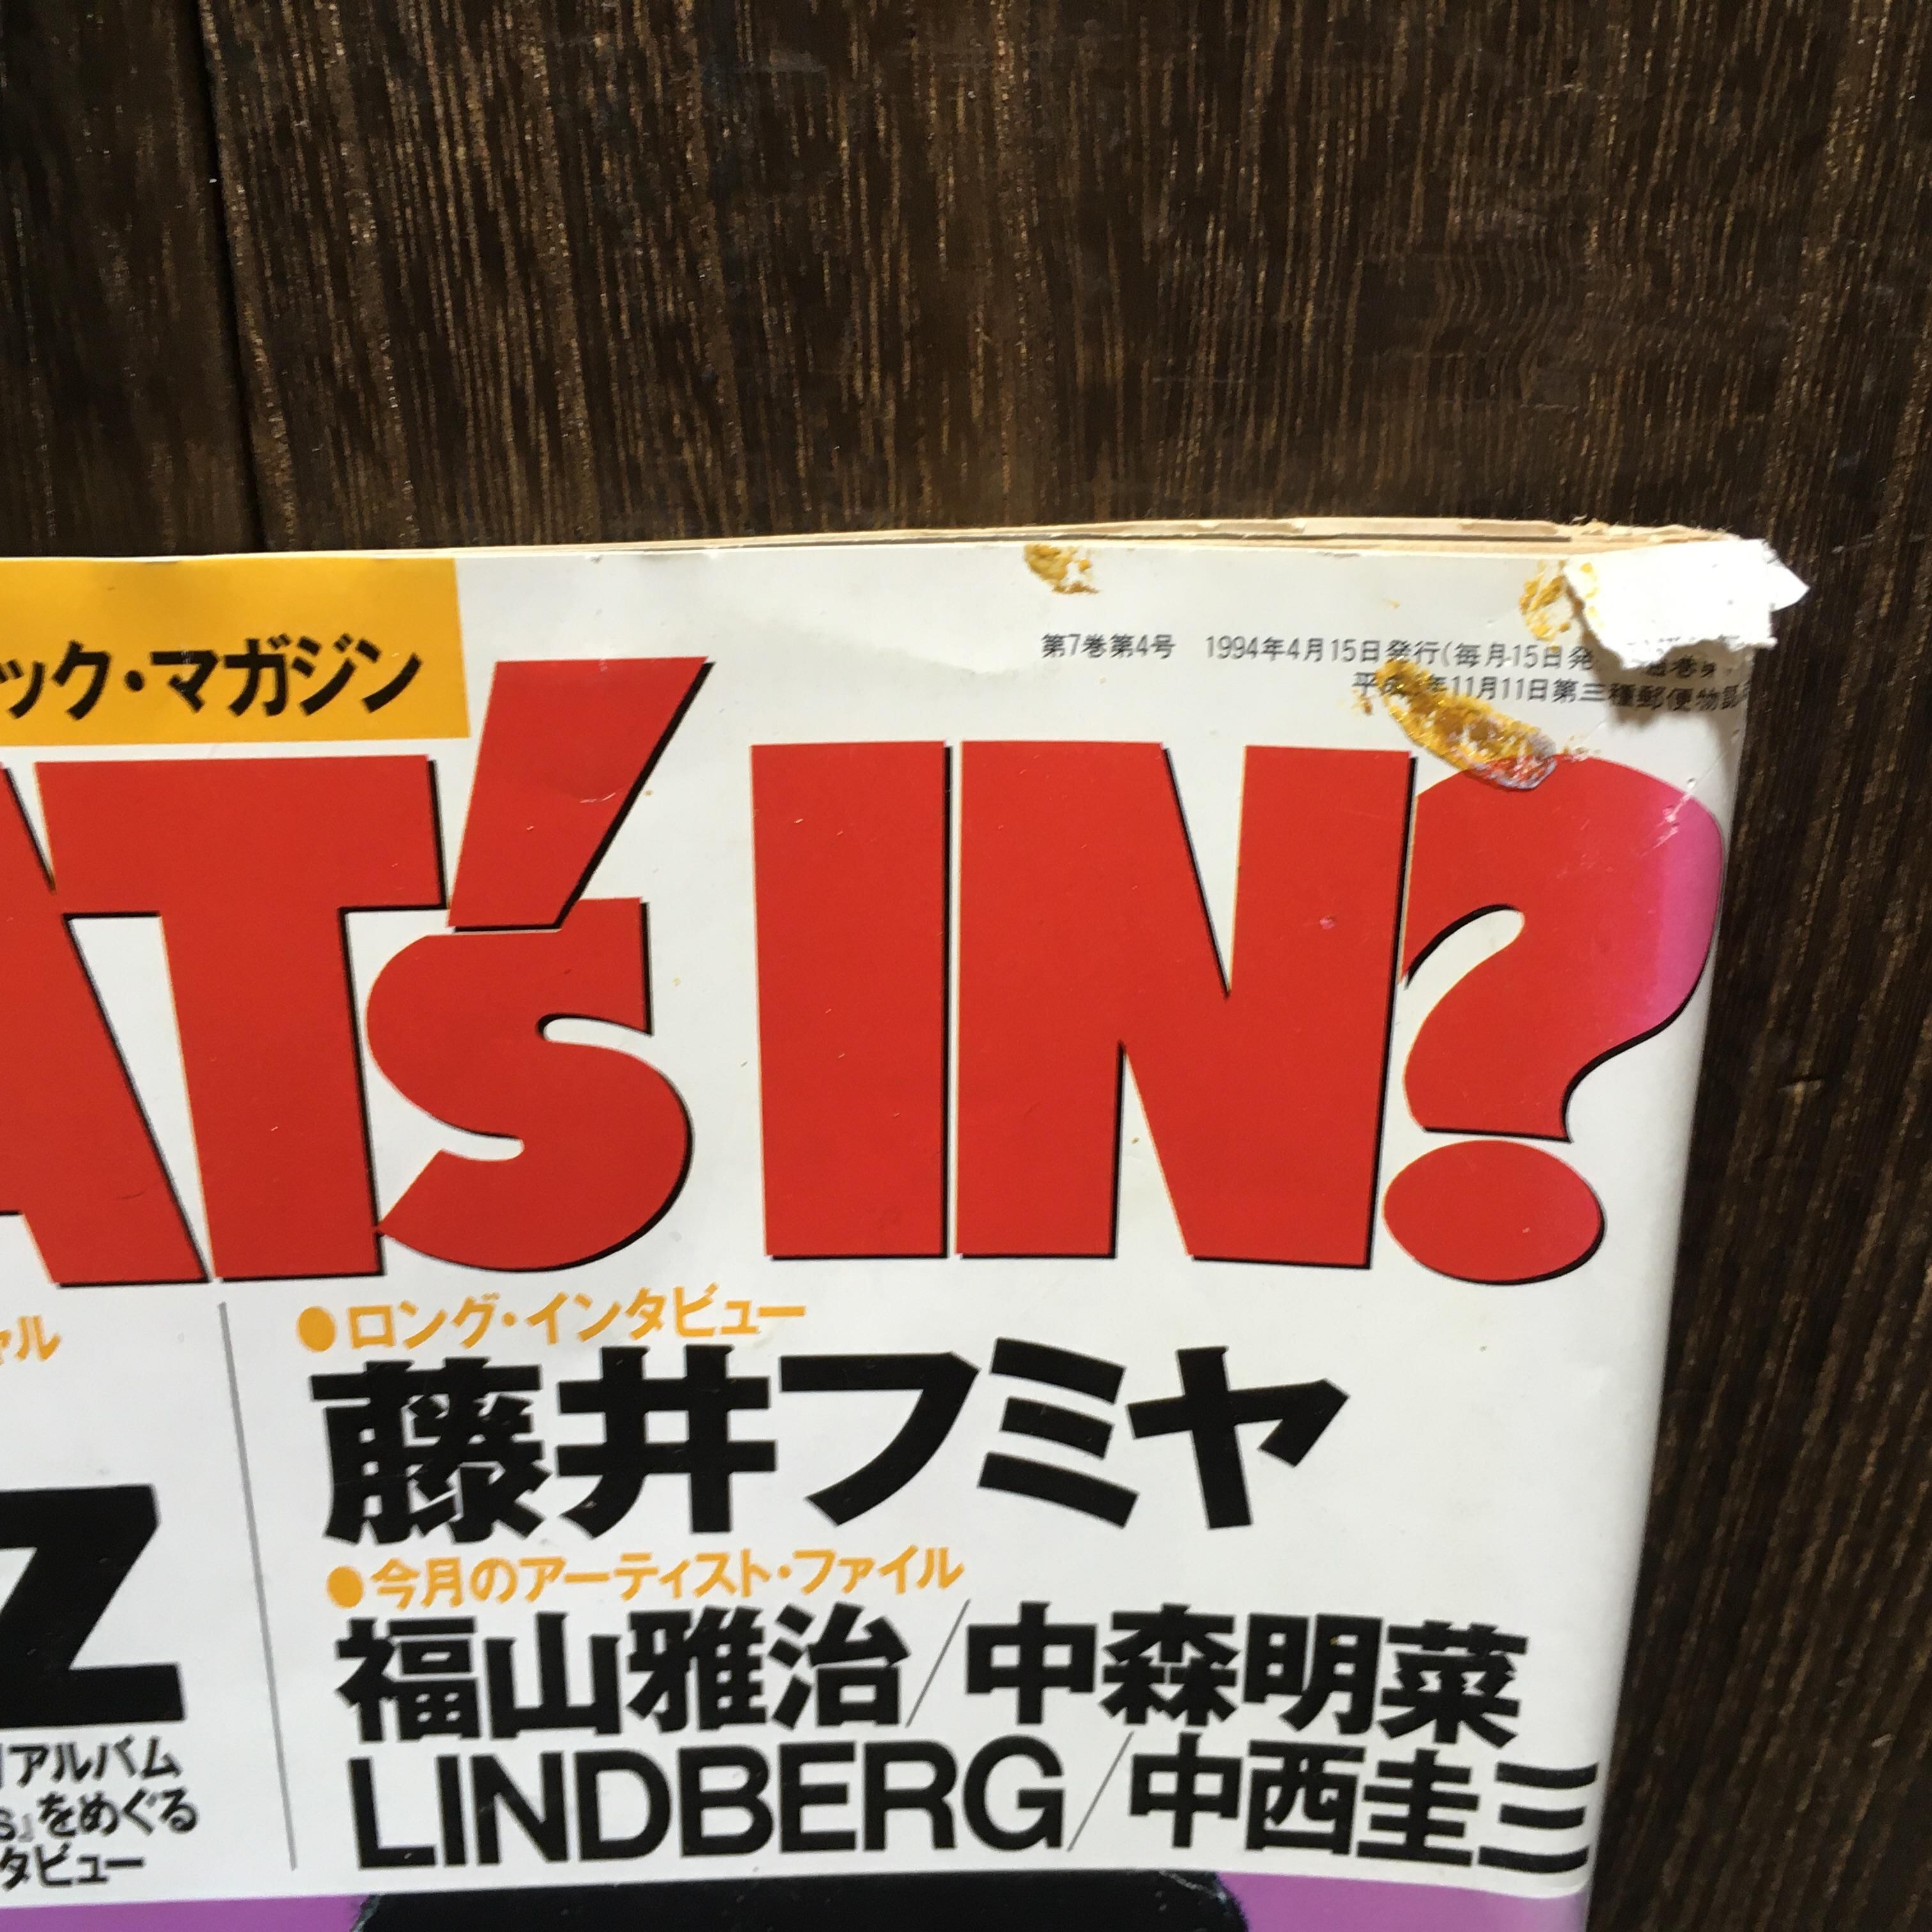 ック・マガジン
第7巻第4号 1994年4月15日発行(毎月15日発
年11月11日第三種郵便物
AT's IN?
ャル
●ロング・インタビュー
藤井フミヤ
●今月のアーティスト・ファイル
福山雅治/中森明菜
LINDBERG/中西圭三
Z
アルバム
s』をめぐる
タビュー